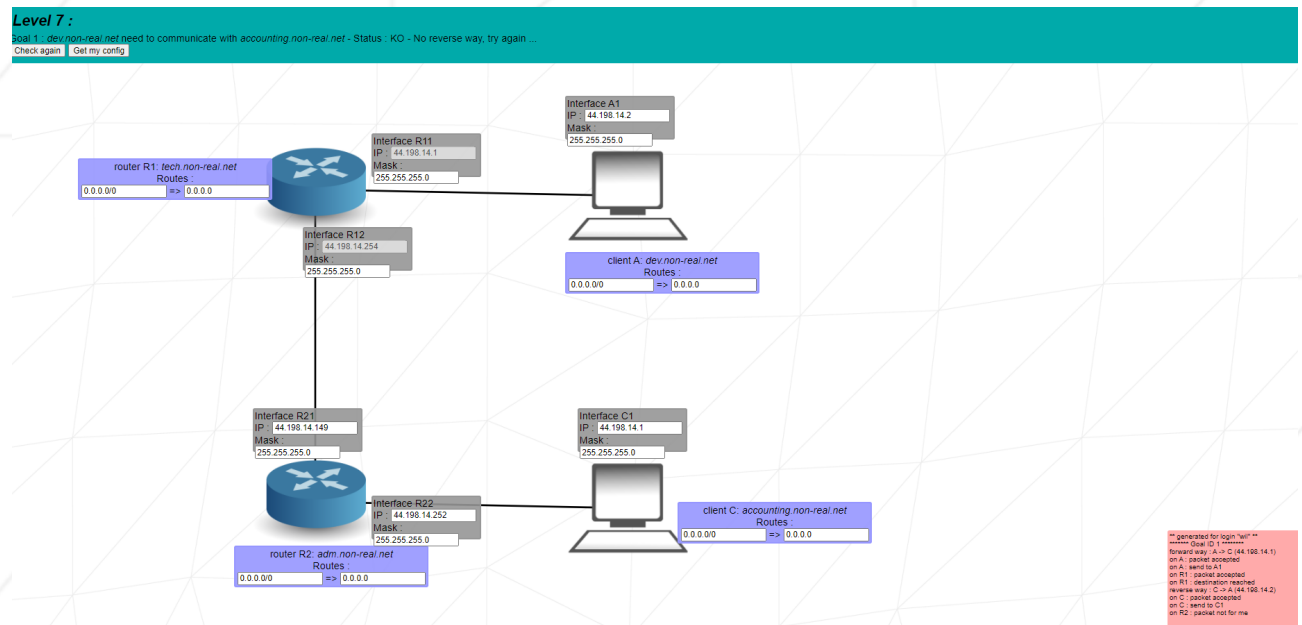 Level 7 :
Goal 1 : dev.non-real.net need to communicate with accounting.non-real.net - Status : KO - No reverse way, try again ...
Check again Get my config
Interface A1
IP : 44.198.14.2
Mask :
255.255.255.0
Interface R11
IP : 44.198.14.1
Mask :
255.255.255.0
router R1: tech.non-real.net
Routes :
0.0.0.0/0 => 0.0.0.0
Interface R12
IP : 44.198.14.254
Mask :
255.255.255.0
client A: dev.non-real.net
Routes :
0.0.0.0/0 => 0.0.0.0
Interface R21
IP : 44.198.14.149
Mask :
255.255.255.0
Interface C1
IP : 44.198.14.1
Mask :
255.255.255.0
Interface R22
IP : 44.198.14.252
Mask :
255.255.255.0
client C: accounting.non-real.net
Routes :
0.0.0.0/0 => 0.0.0.0
router R2: adm.non-real.net
Routes :
0.0.0.0/0 => 0.0.0.0
** generated for login "wil" **
******* Goal ID 1 ********
forward way : A -> C (44.198.14.1)
on A : packet accepted
on A : send to A1
on R1 : packet accepted
on R1 : destination reached
reverse way : C -> A (44.198.14.2)
on C : packet accepted
on C : send to C1
on R2 : packet not for me